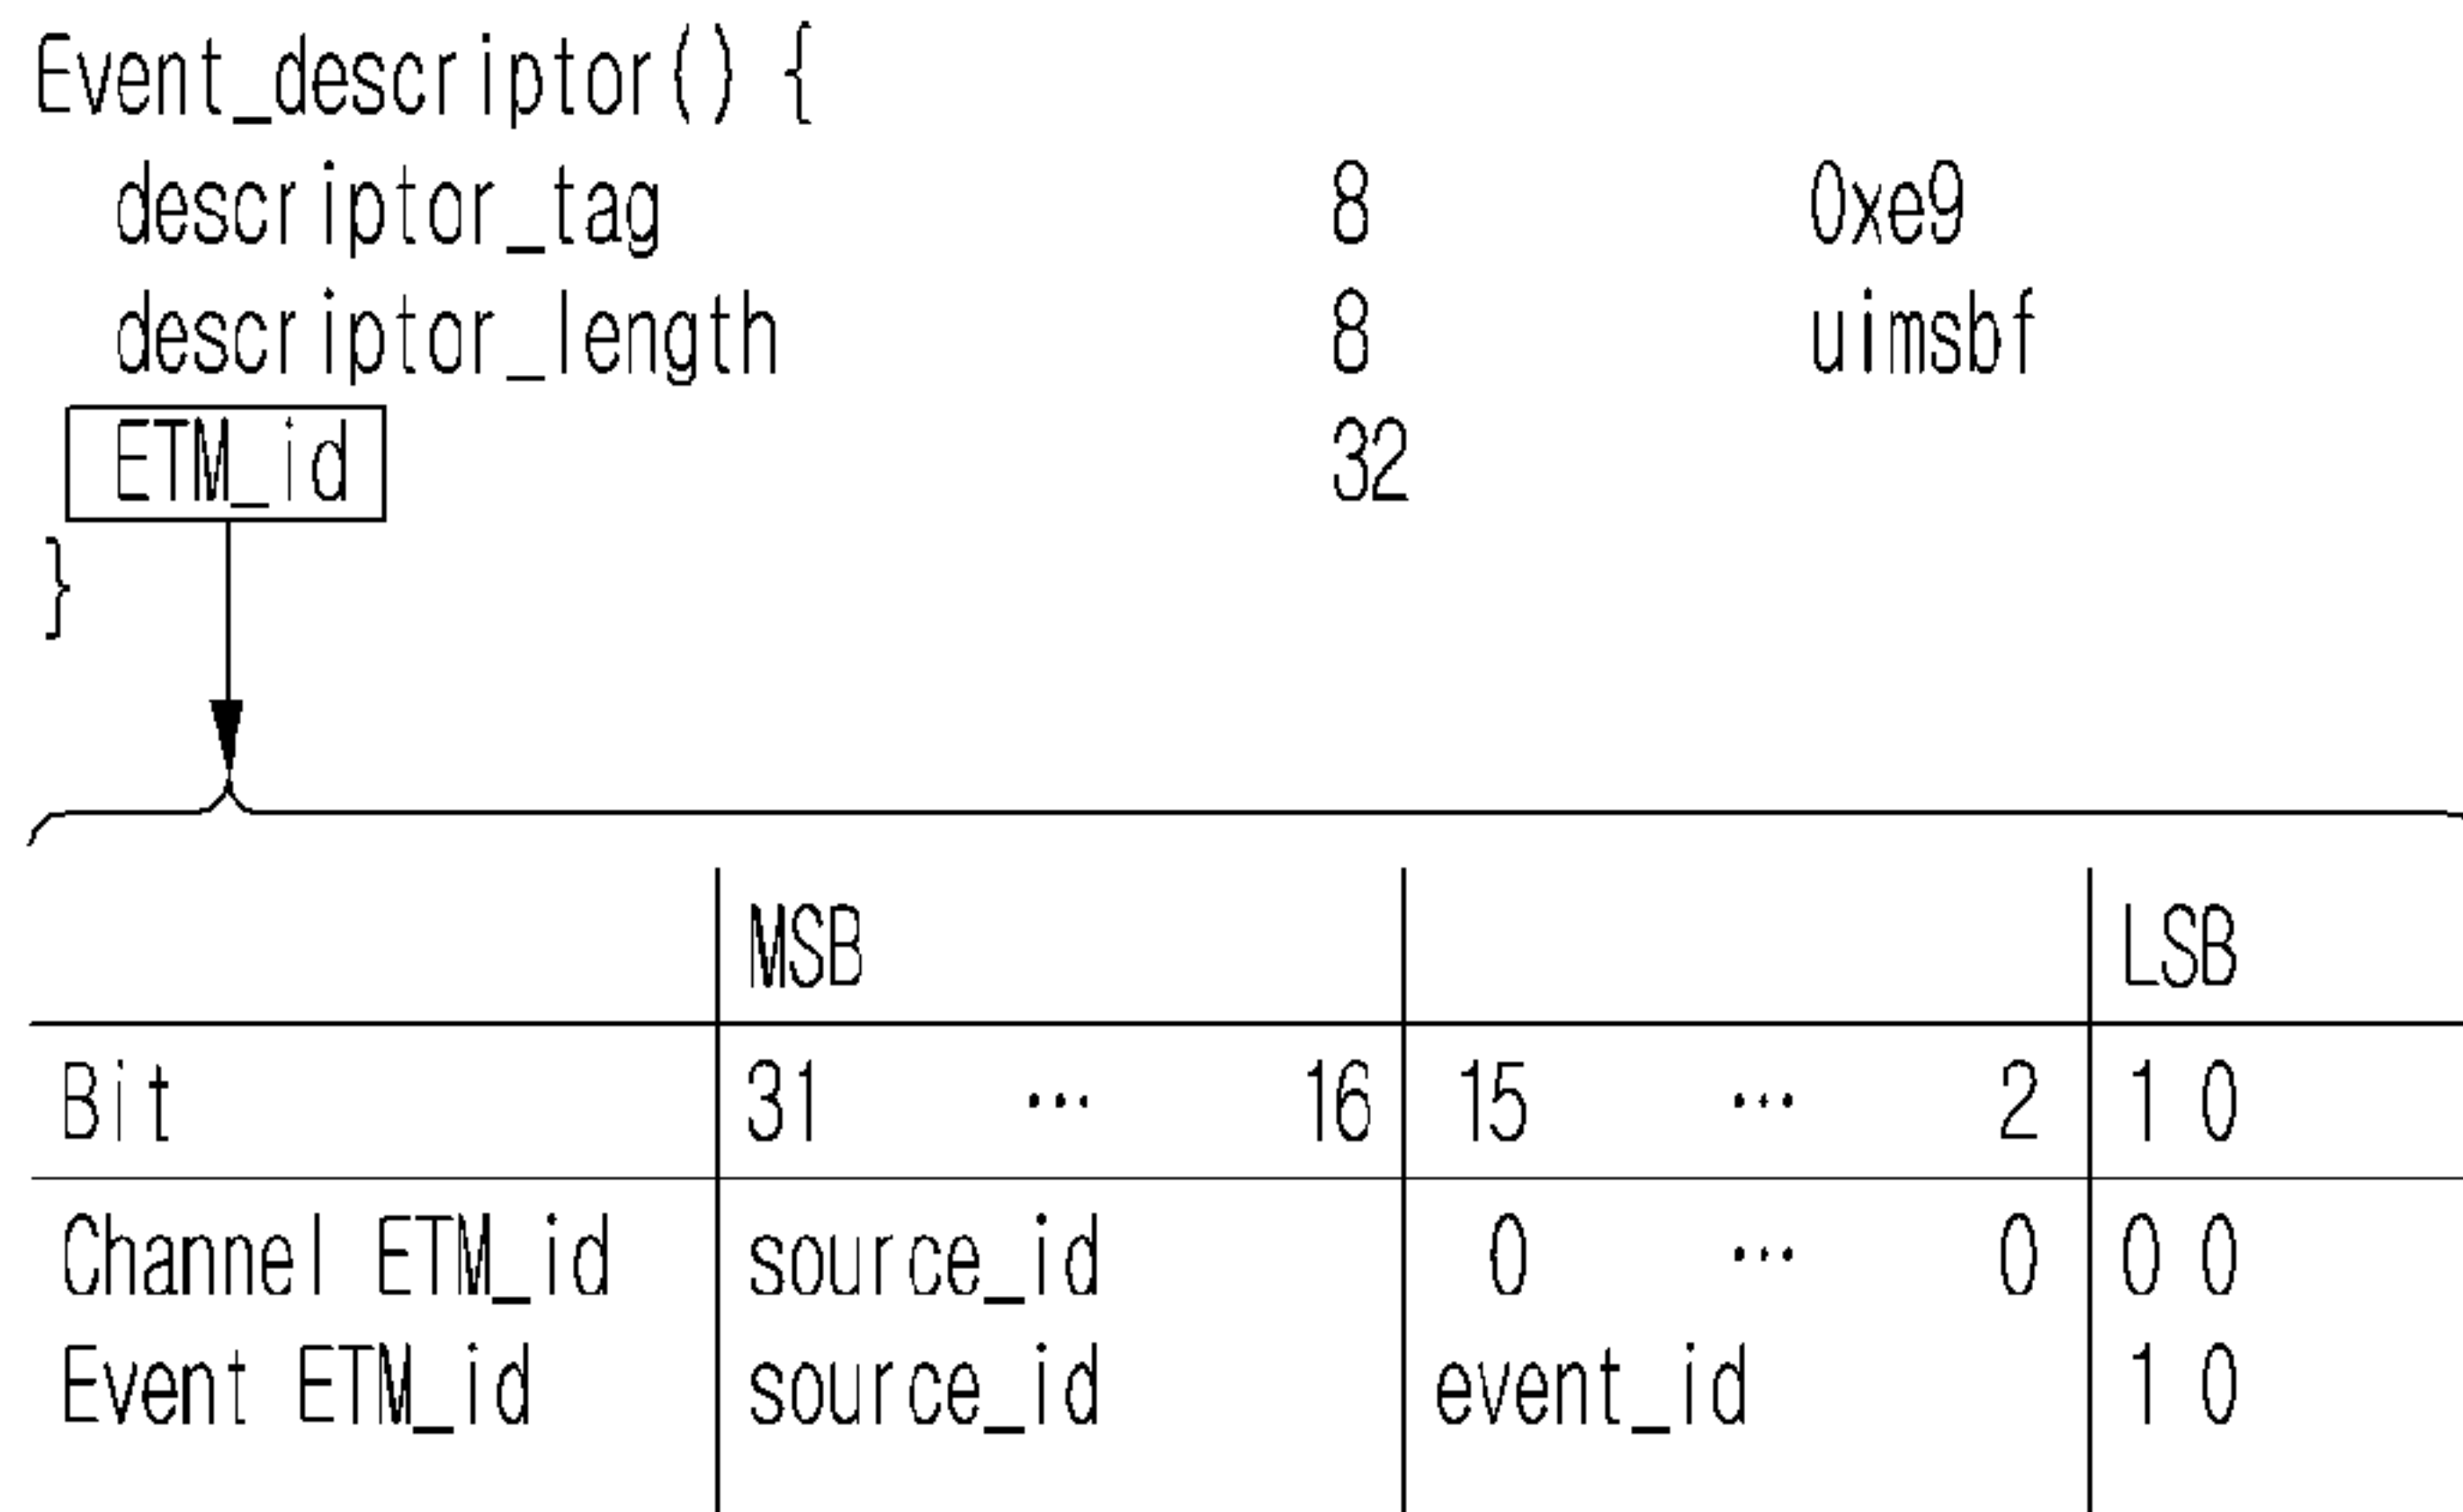 Event_descriptor() {
descriptor_tag 8 0xe9
descriptor_length 8 uimsbf
ETM_id 32
}
MSB LSB
Bit 31 ... 16 15 ... 2 1 0
Channel ETM_id source_id 0 ... 0 0 0
Event ETM_id source_id event_id 1 0